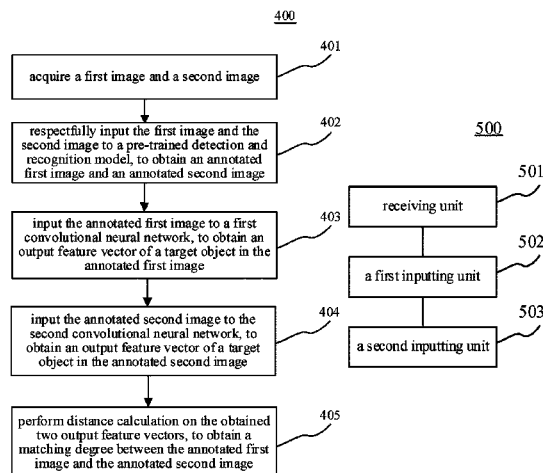 400
401
acquire a first image and a second image
402
respectfully input the first image and the
second image to a pre-trained detection and
recognition model, to obtain an annotated
first image and an annotated second image
403
input the annotated first image to a first
convolutional neural network, to obtain an
output feature vector of a target object in the
annotated first image
404
input the annotated second image to the
second convolutional neural network, to
obtain an output feature vector of a target
object in the annotated second image
405
perform distance calculation on the obtained
two output feature vectors, to obtain a
matching degree between the annotated first
image and the annotated second image
500
501
receiving unit
502
a first inputting unit
503
a second inputting unit